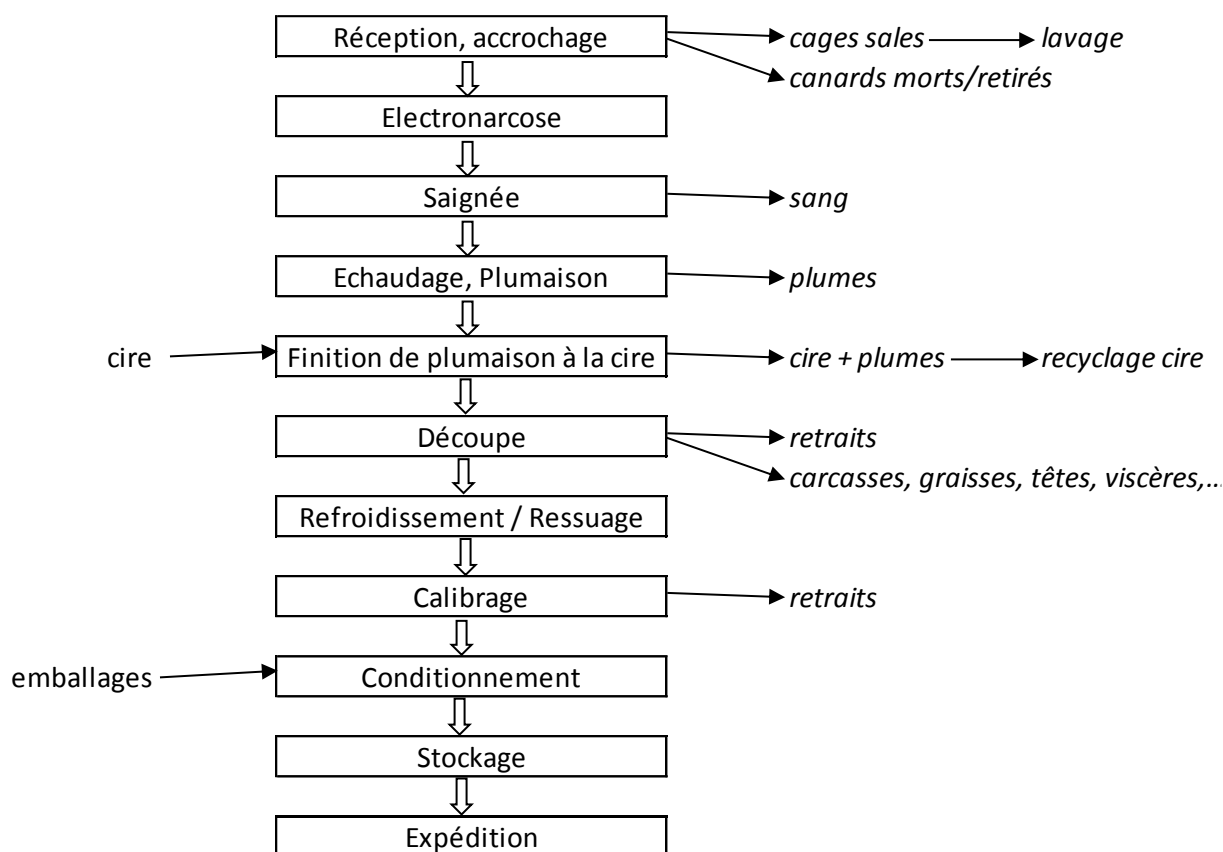 Réception, accrochage
cages sales
lavage
canards morts/retirés
Electronarcose
Saignée
sang
Echaudage, Plumaison
plumes
cire
Finition de plumaison à la cire
cire + plumes
recyclage cire
Découpe
retraits
carcasses, graisses, têtes, viscères,...
Refroidissement / Ressuage
Calibrage
retraits
emballages
Conditionnement
Stockage
Expédition